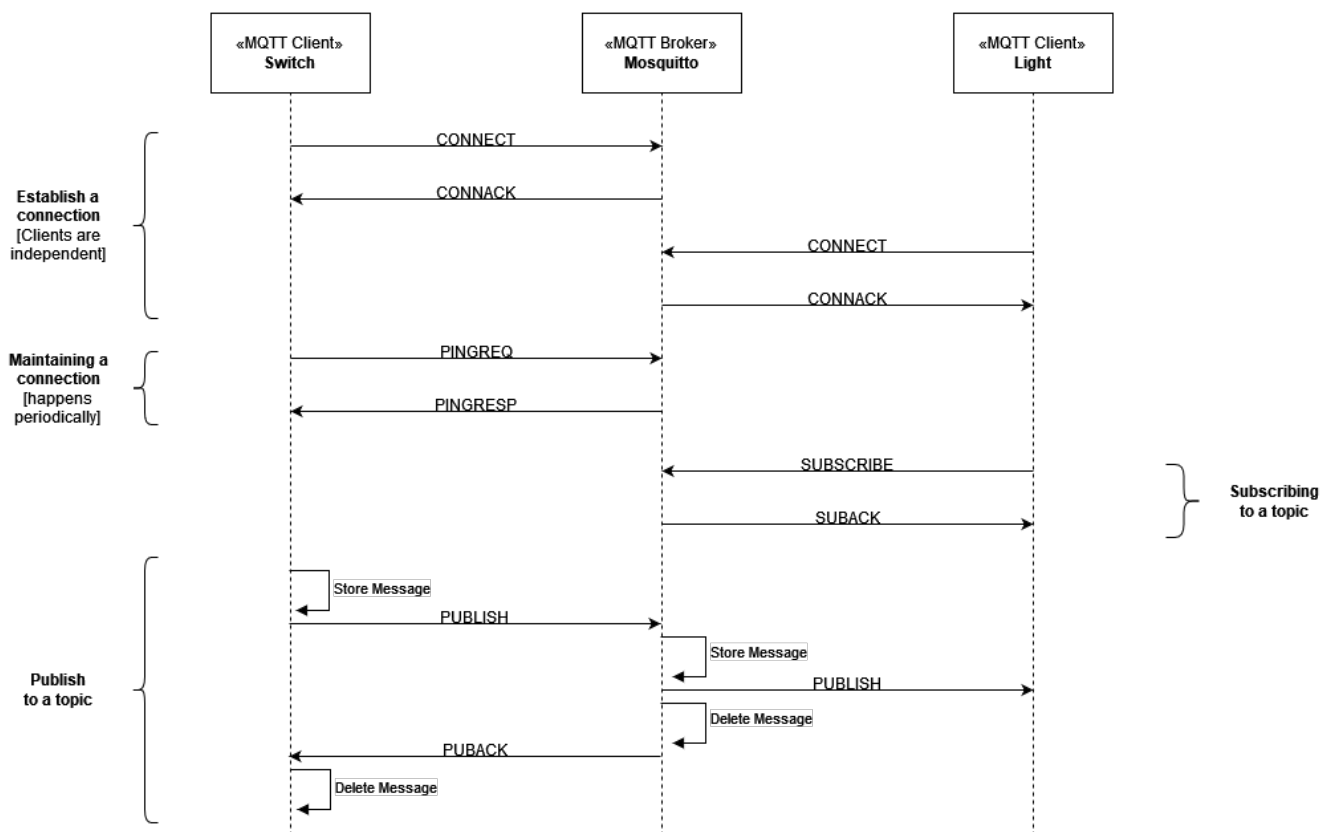 «MQTT Client»
Switch
«MQTT Broker»
Mosquitto
«MQTT Client»
Light
CONNECT
CONNACK
Establish a
connection
[Clients are
independent]
CONNECT
CONNACK
Maintaining a
connection
[happens
periodically]
PINGREQ
PINGRESP
SUBSCRIBE
SUBACK
Subscribing
to a topic
Store Message
PUBLISH
Store Message
Publish
to a topic
PUBLISH
Delete Message
PUBACK
Delete Message